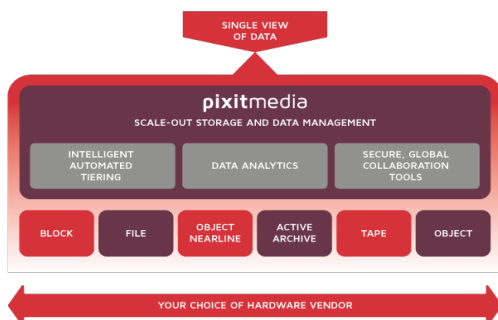 SINGLE VIEW
OF DATA
pixitmedia
SCALE-OUT STORAGE AND DATA MANAGEMENT
INTELLIGENT
AUTOMATED
TIERING
DATA ANALYTICS
SECURE, GLOBAL
COLLABORATION
TOOLS
BLOCK
FILE
OBJECT
NEARLINE
ACTIVE
ARCHIVE
TAPE
OBJECT
YOUR CHOICE OF HARDWARE VENDOR